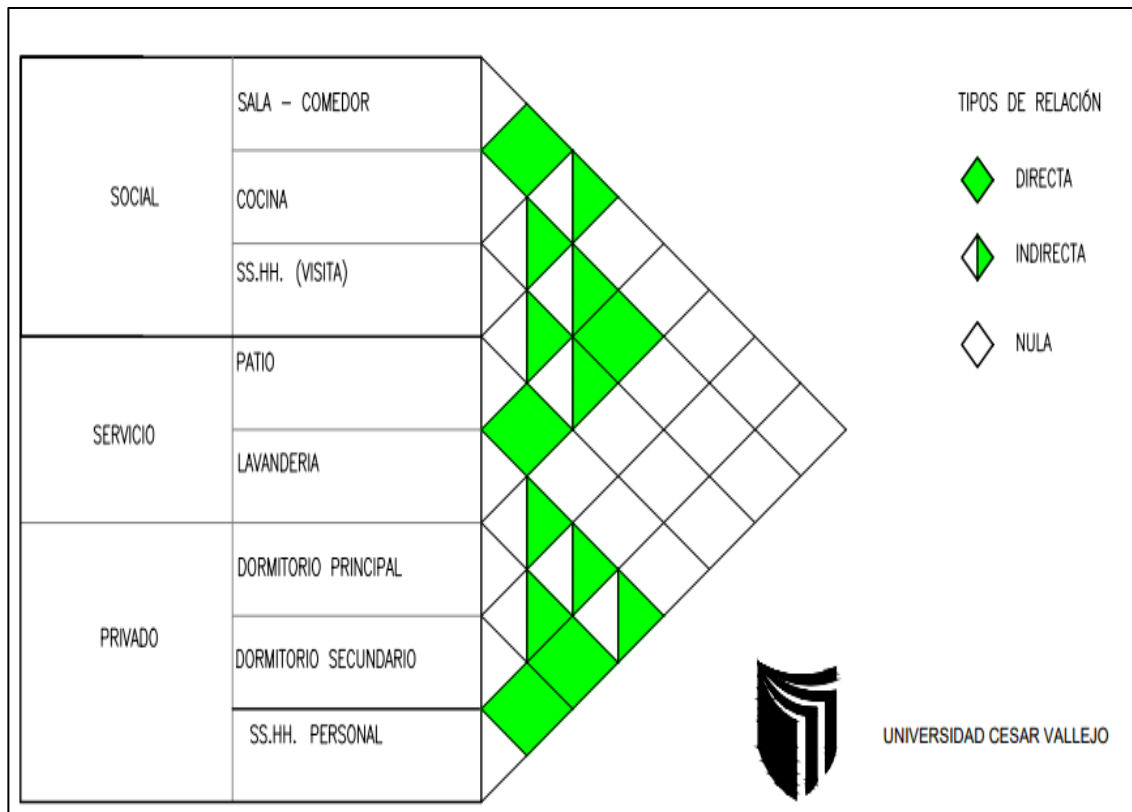 SOCIAL
SALA – COMEDOR
COCINA
SS.HH. (VISITA)
SERVICIO
PATIO
LAVANDERIA
PRIVADO
DORMITORIO PRINCIPAL
DORMITORIO SECUNDARIO
SS.HH. PERSONAL
TIPOS DE RELACIÓN
DIRECTA
INDIRECTA
NULA
UNIVERSIDAD CESAR VALLEJO